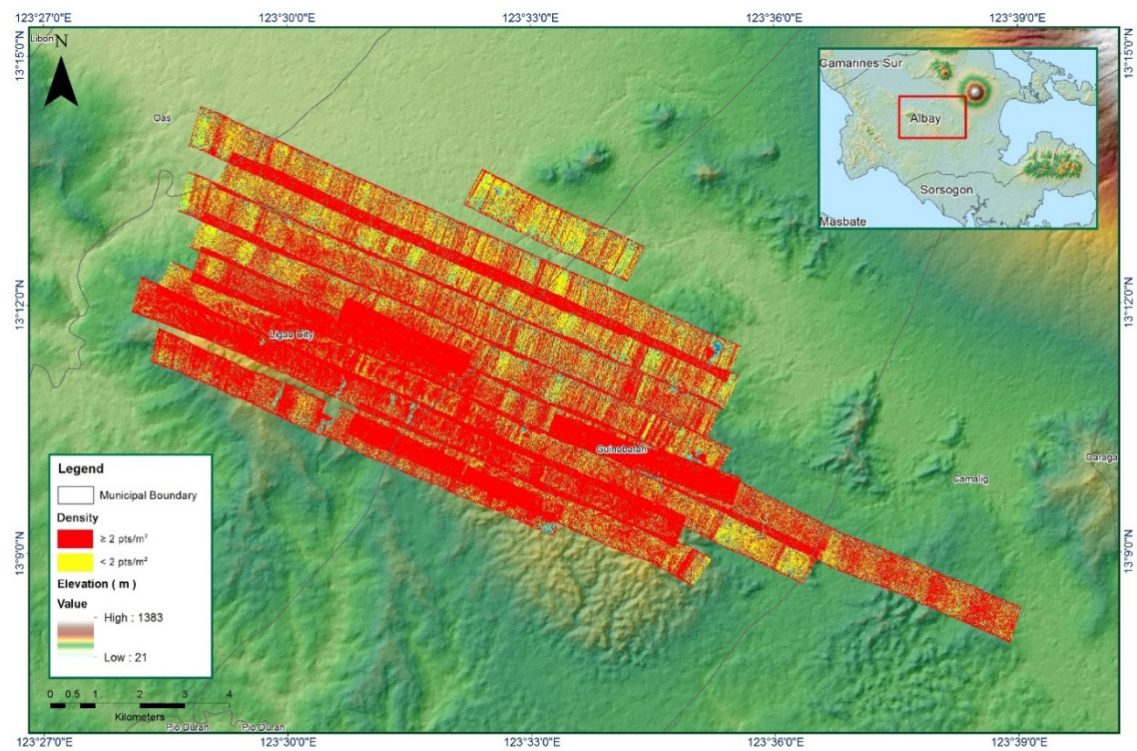 123°27'0"E 123°30'0"E 123°33'0"E 123°36'0"E 123°39'0"E
Libon
N
13°15'0"N
13°15'0"N
Camarines Sur
Albay
Sorsogon
Masbate
Oas
13°12'0"N
13°12'0"N
Ligao City
Guinobatan
Daraga
Camalig
13°9'0"N
13°9'0"N
Legend
Municipal Boundary
Density
≥ 2 pts/m²
< 2 pts/m²
Elevation ( m )
Value
High : 1383
Low : 21
0 0.5 1 2 3 4
Kilometers
Pio Duran Pio Duran
123°27'0"E 123°30'0"E 123°33'0"E 123°36'0"E 123°39'0"E